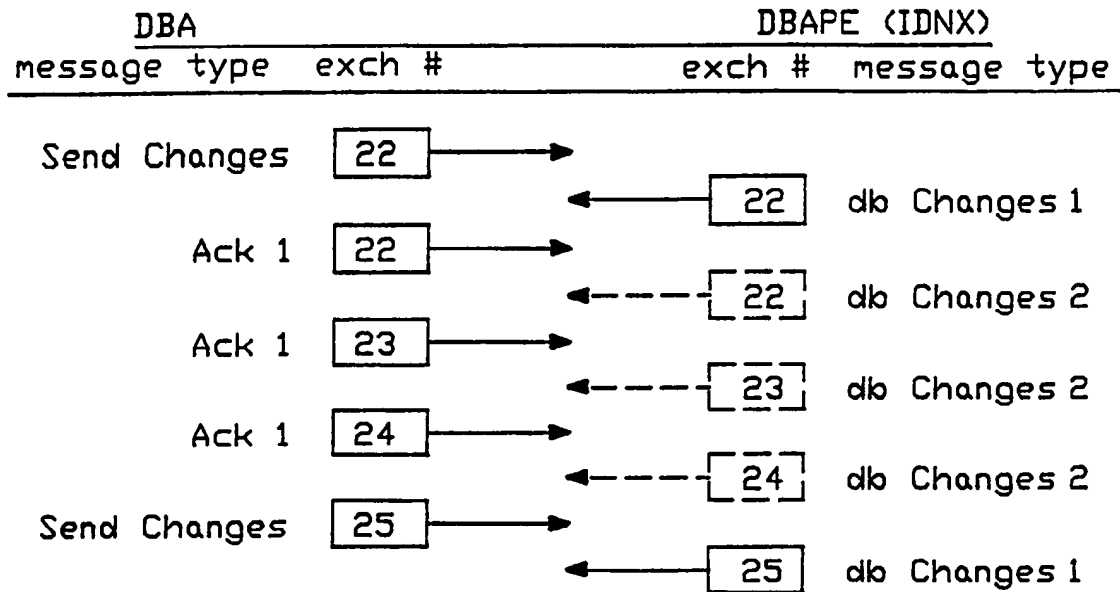 DBA DBAPE (IDNX)
message type exch # exch # message type
Send Changes 22
22 db Changes 1
Ack 1 22
22 db Changes 2
Ack 1 23
23 db Changes 2
Ack 1 24
24 db Changes 2
Send Changes 25
25 db Changes 1